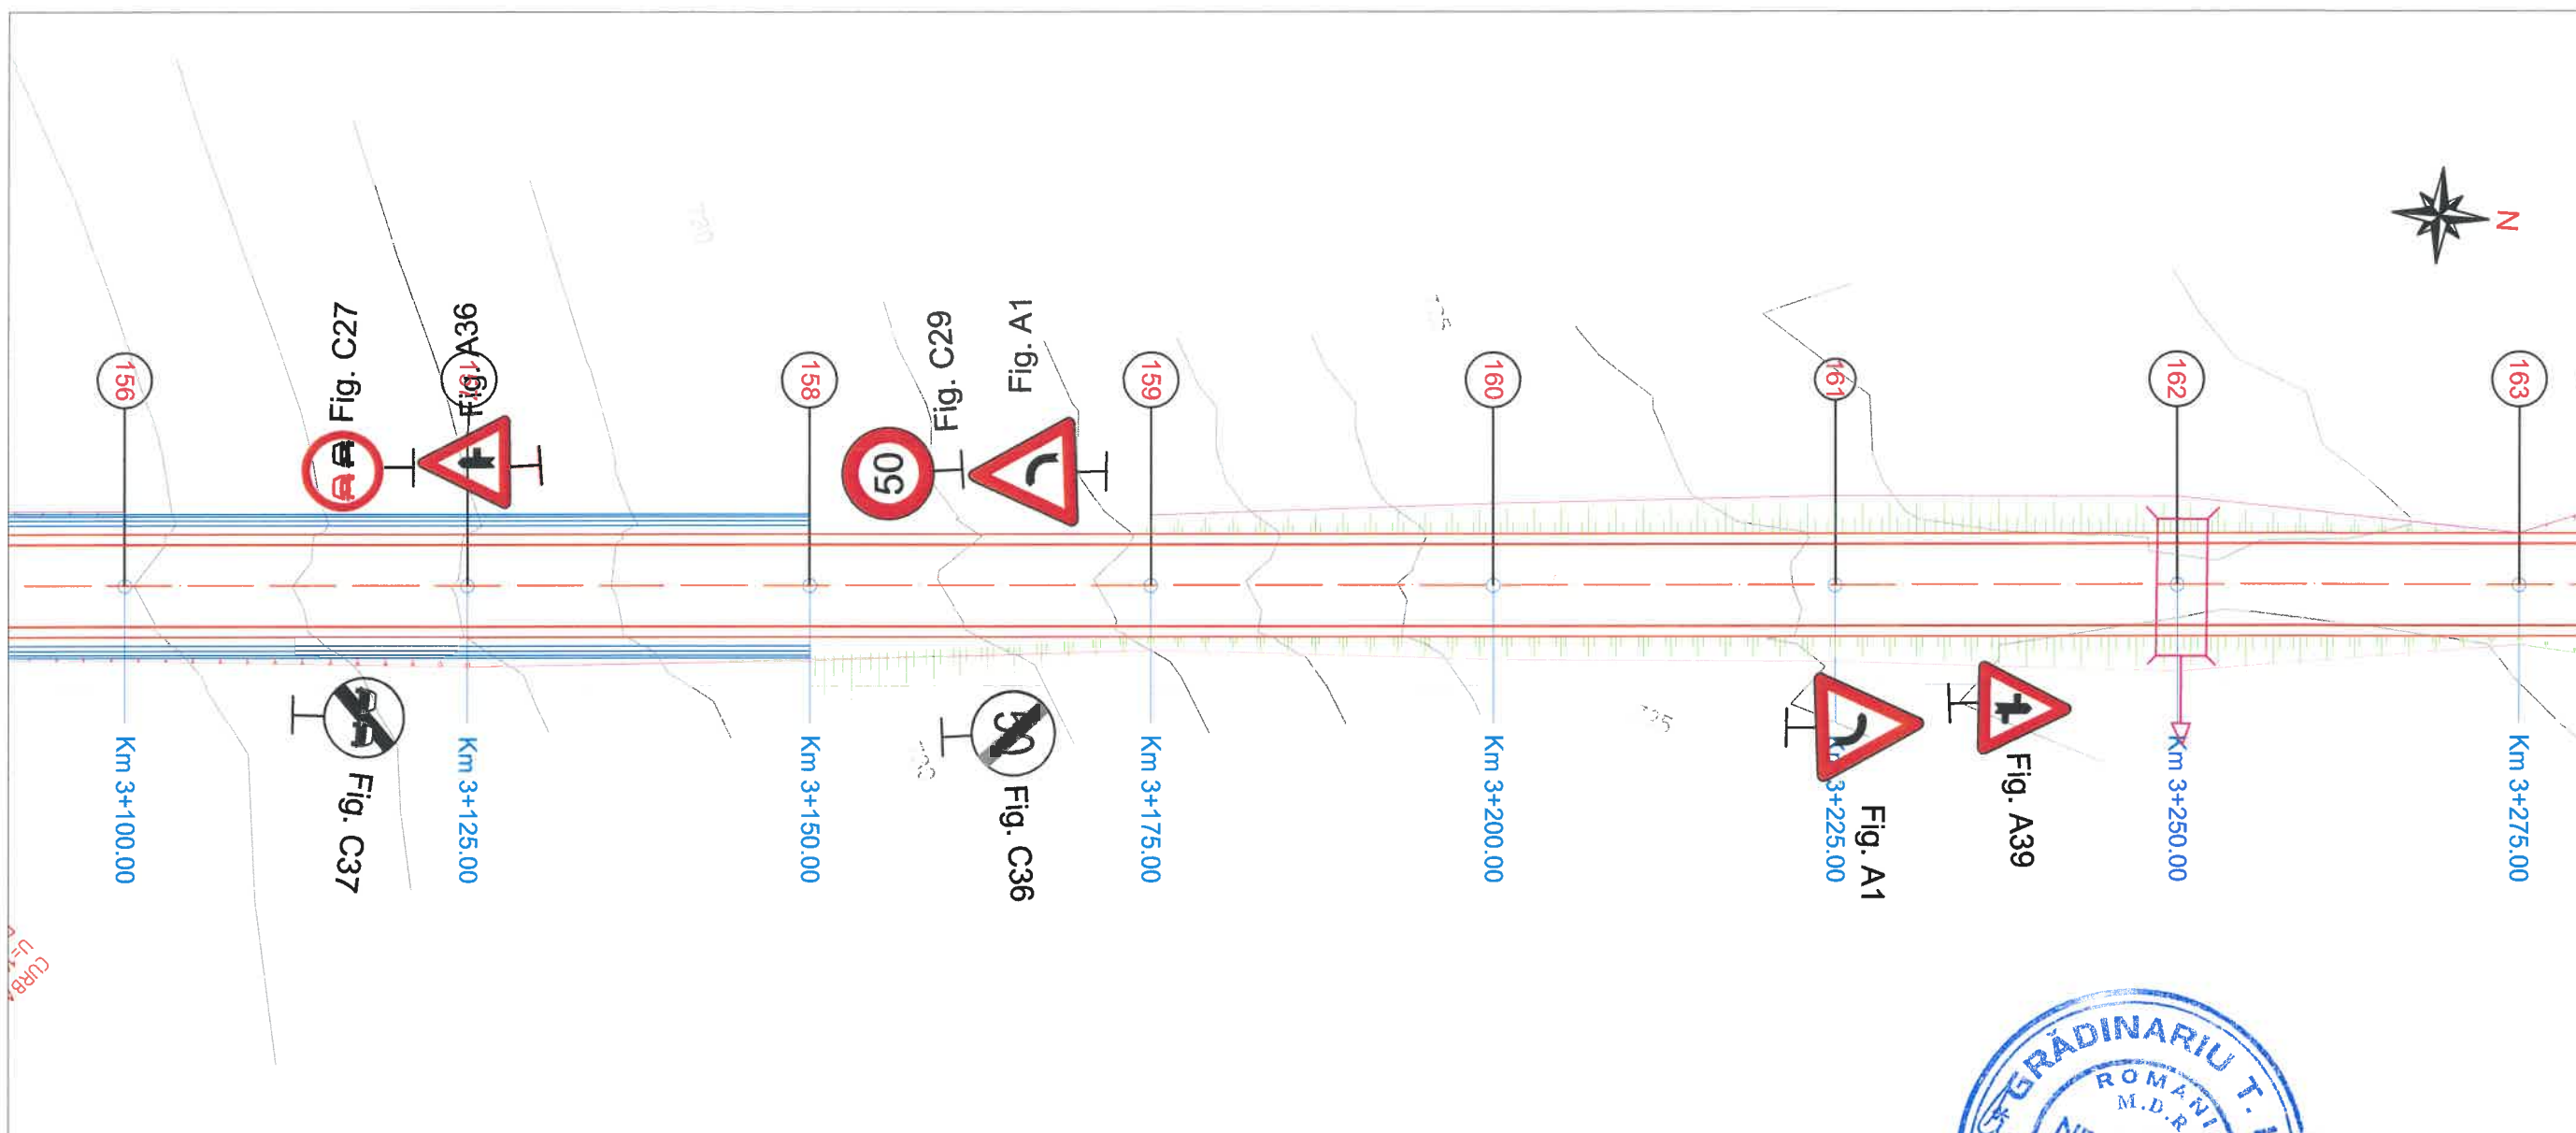 N
Fig. C27
Fig. A36
Fig. C29
Fig. A1
156
158
159
160
161
162
163
50
Km 3+100.00
Km 3+125.00
Km 3+150.00
Km 3+175.00
Km 3+200.00
3+225.00
Km 3+250.00
Km 3+275.00
Fig. C37
Fig. C36
Fig. A1
Fig. A39
GRĂDINARIU T.
ROMÂNI
M.D.R